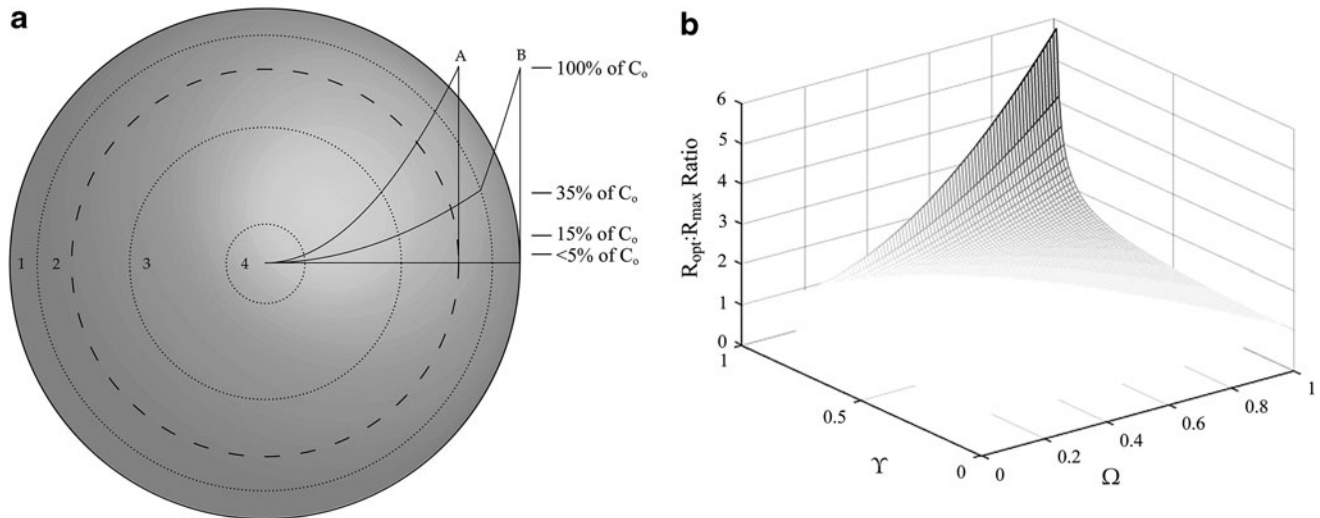 a
A
B
100% of Cₒ
35% of Cₒ
15% of Cₒ
<5% of Cₒ
1
2
3
4
b
R_opt:R_max Ratio
6
5
4
3
2
1
0
1
0.5
0
ϒ
0
0.2
0.4
0.6
0.8
1
Ω